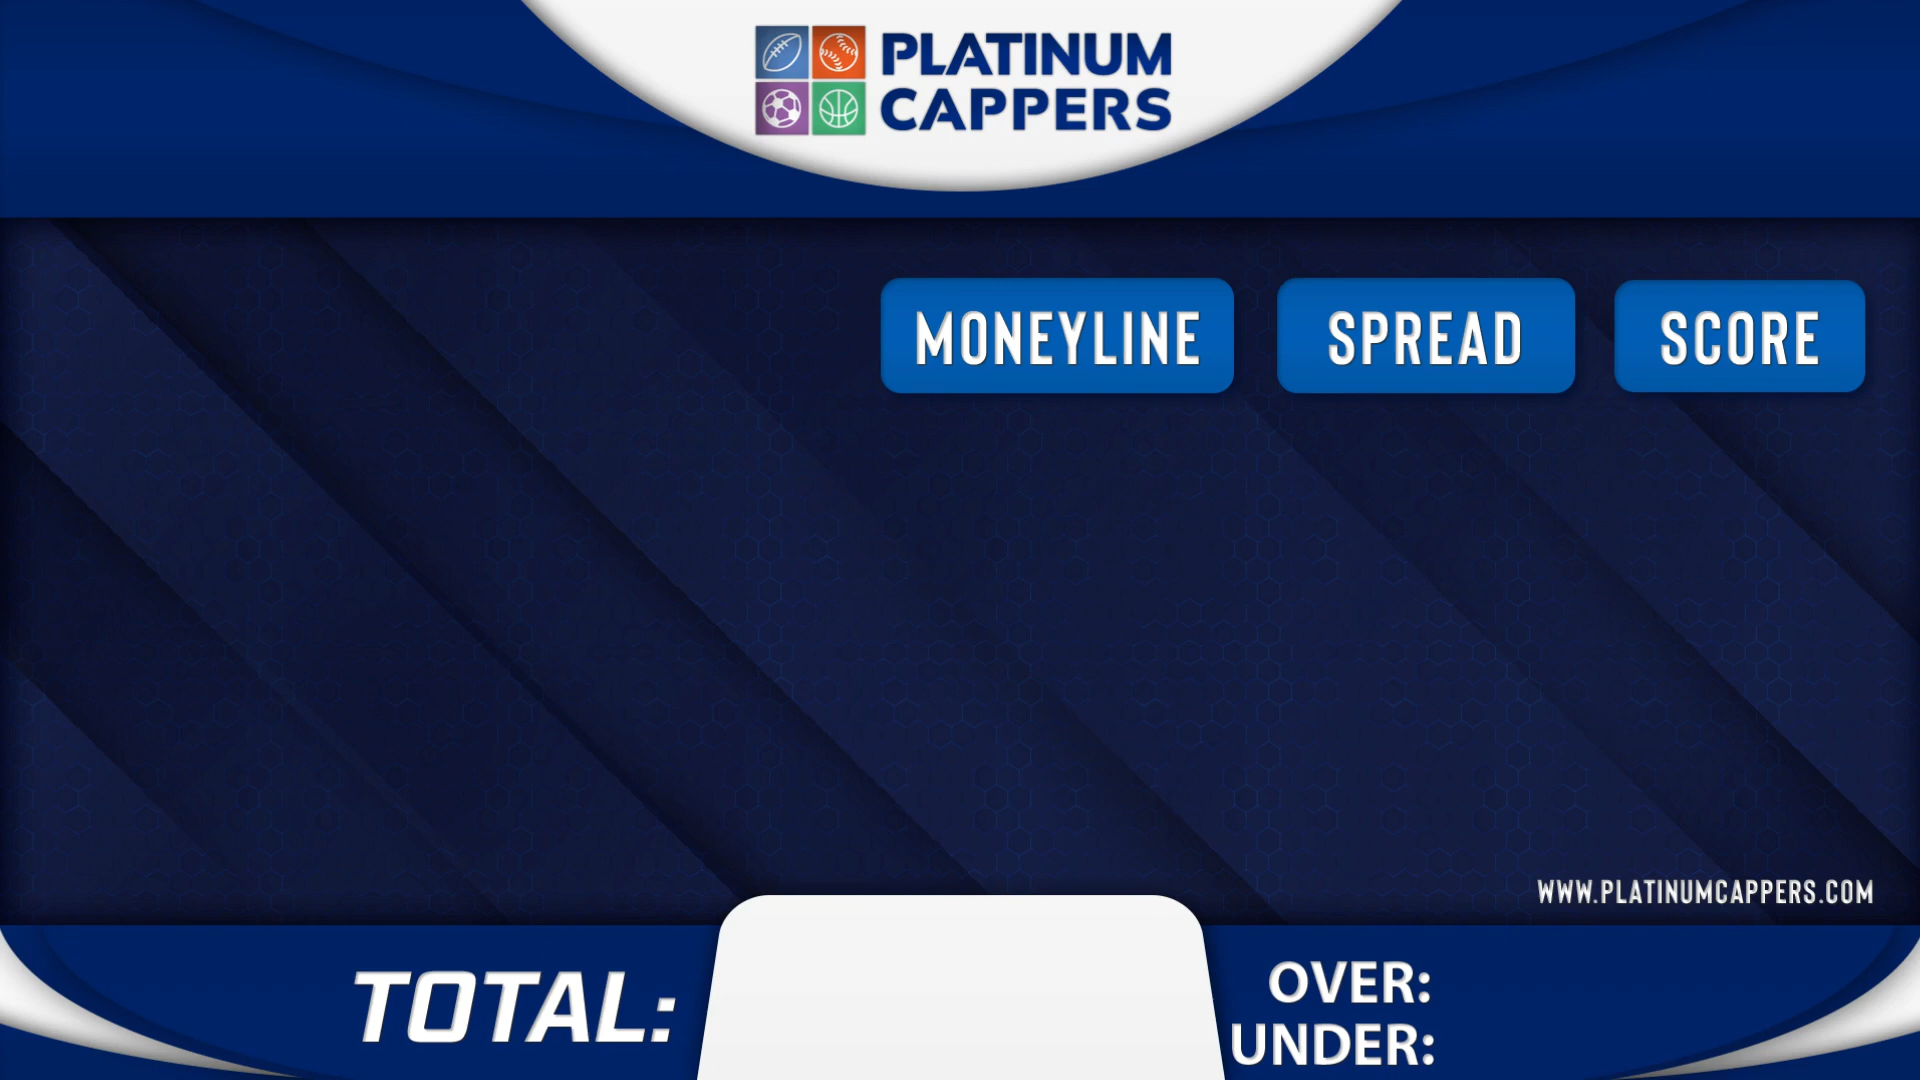 PLATINUM
CAPPERS
MONEYLINE SPREAD SCORE
WWW.PLATINUMCAPPERS.COM
TOTAL:
OVER:
UNDER: